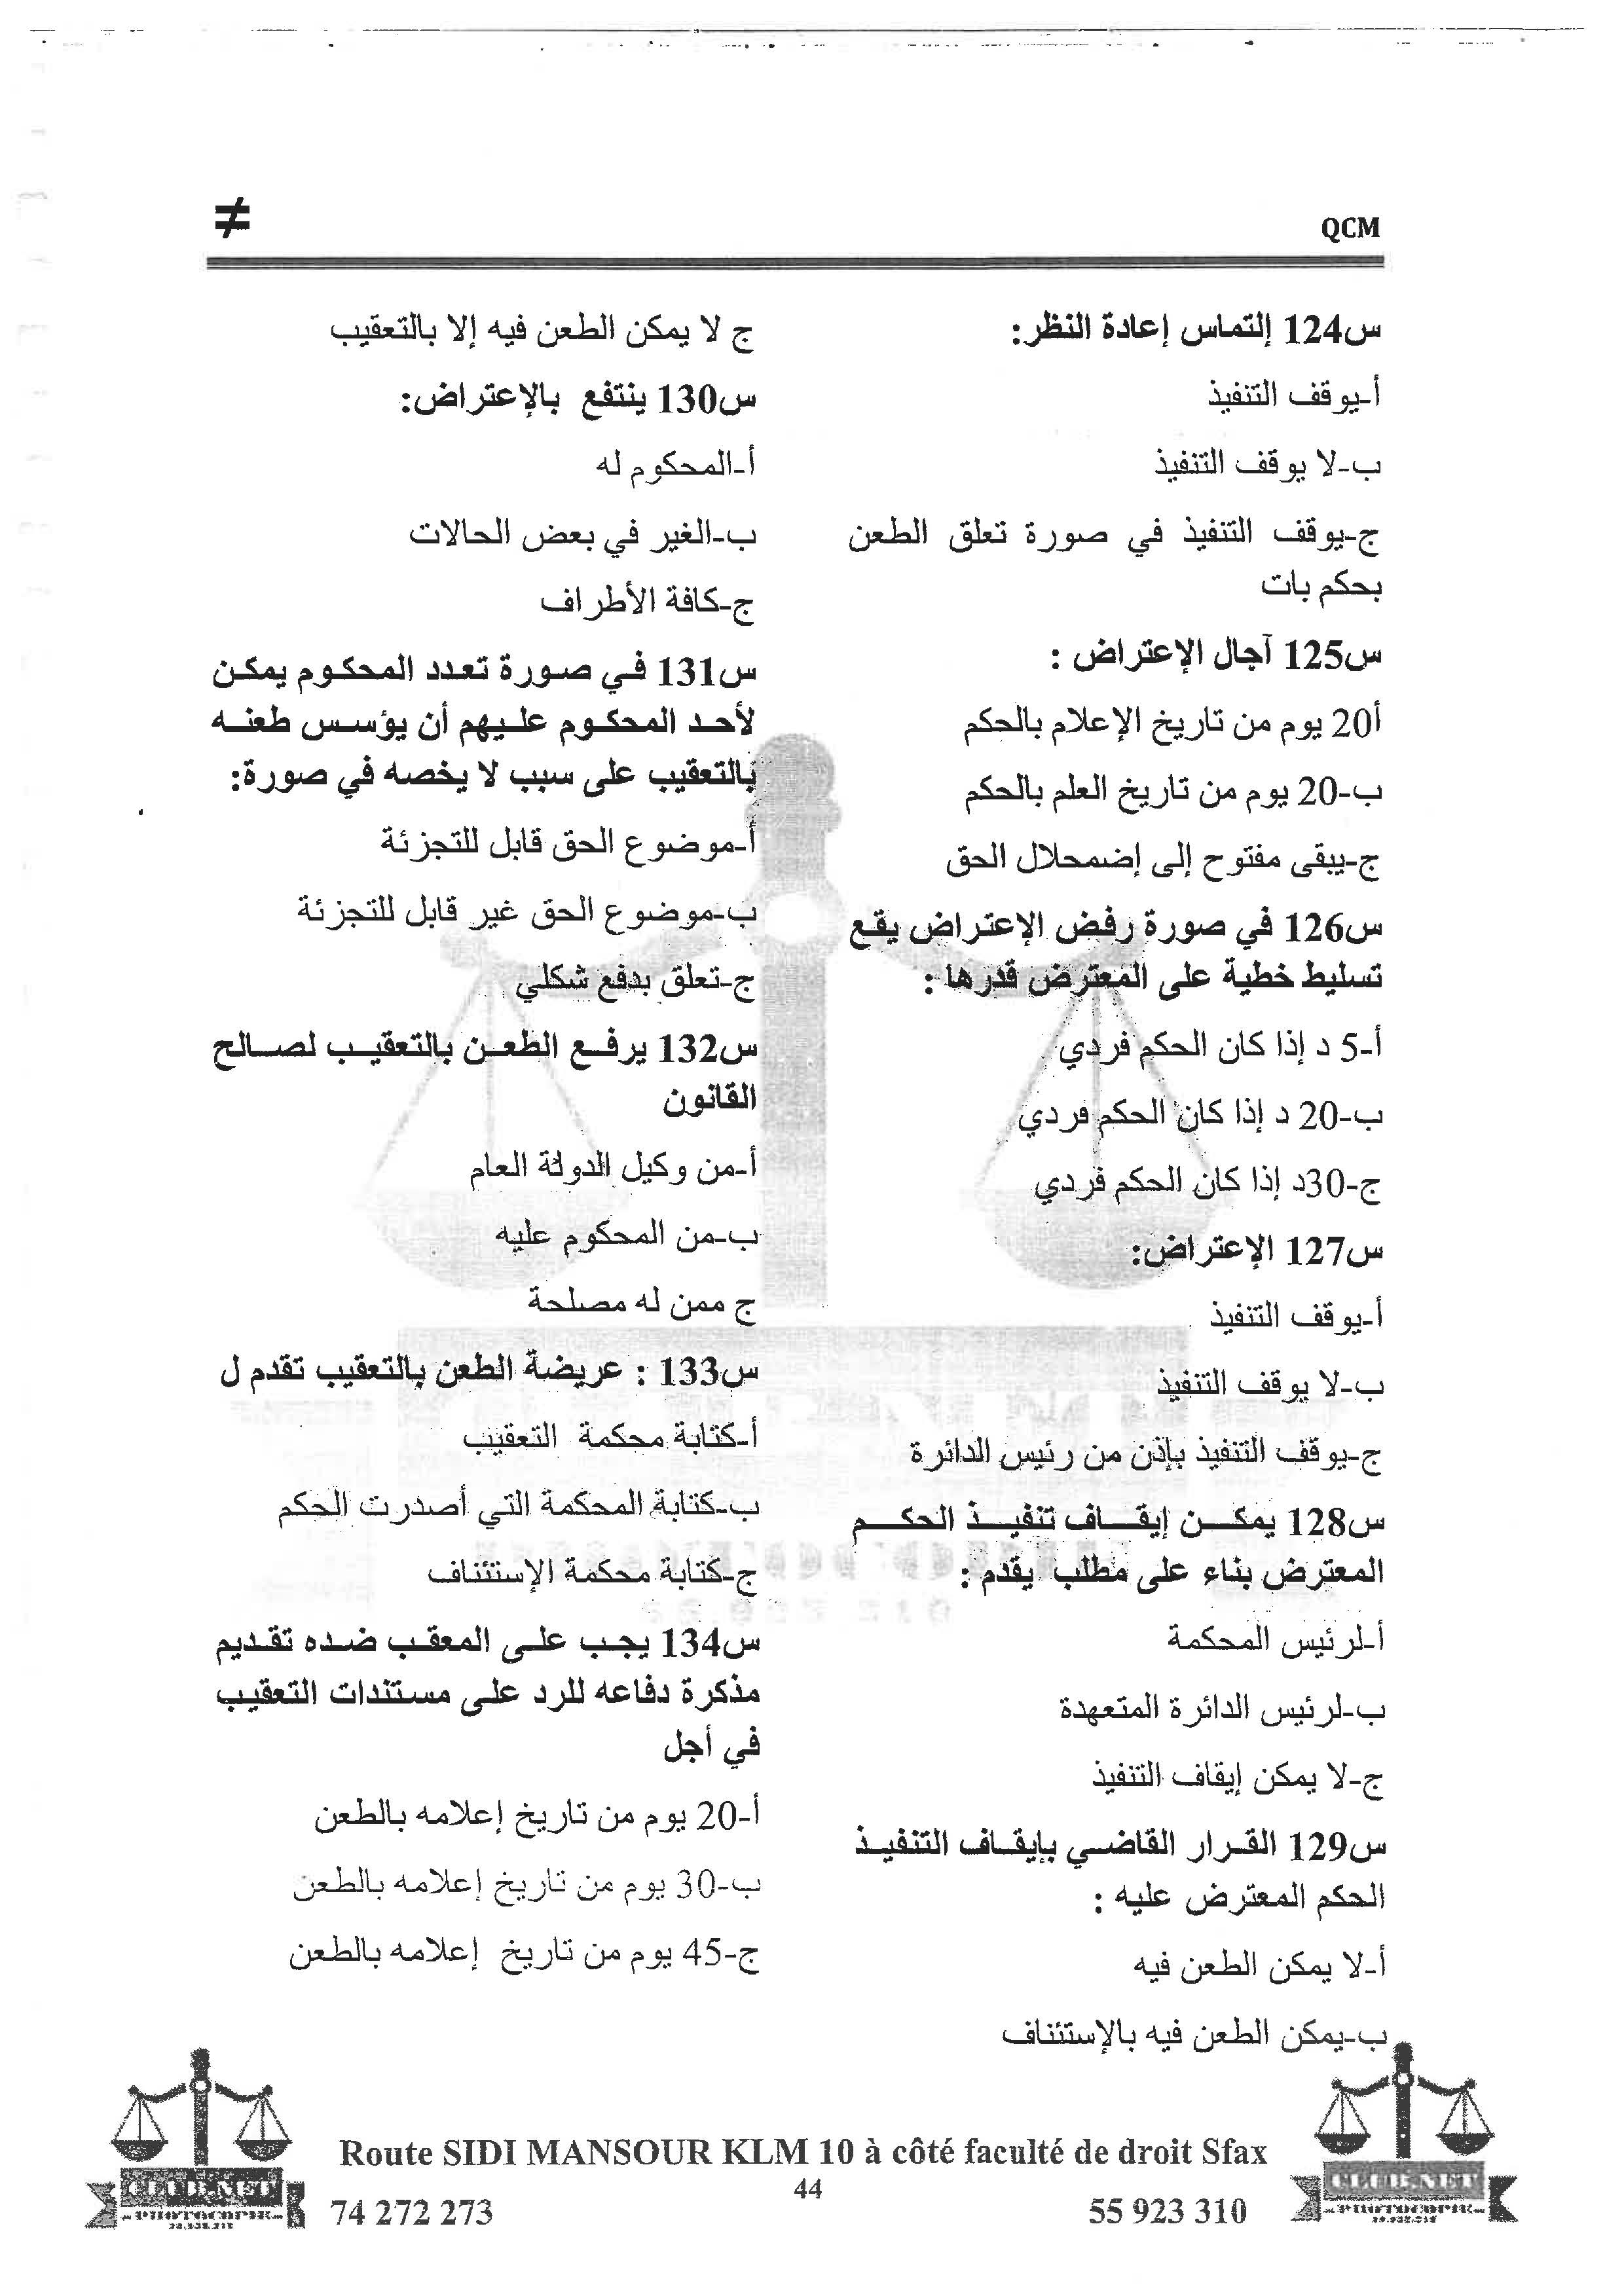 ≠
QCM
س124 إلتماس إعادة النظر:
أ-يوقف التنفيذ
ب-لا يوقف التنفيذ
ج-يوقف التنفيذ في صورة تعلق الطعن
بحكم بات
س125 آجال الإعتراض :
أ20 يوم من تاريخ الإعلام بالحكم
ب-20 يوم من تاريخ العلم بالحكم
ج-يبقى مفتوح إلى إضمحلال الحق
س126 في صورة رفض الإعتراض يقع
تسليط خطية على المعترض قدرها :
أ-5 د إذا كان الحكم فردي
ب-20 د إذا كان الحكم فردي
ج-30د إذا كان الحكم فردي
س127 الإعتراض:
أ-يوقف التنفيذ
ب-لا يوقف التنفيذ
ج-يوقف التنفيذ بإذن من رئيس الدائرة
س128 يمكن إيقاف تنفيذ الحكم
المعترض بناء على مطلب يقدم :
أ-لرئيس المحكمة
ب-لرئيس الدائرة المتعهدة
ج-لا يمكن إيقاف التنفيذ
س129 القرار القاضي بإيقاف التنفيذ
الحكم المعترض عليه :
أ-لا يمكن الطعن فيه
ب-يمكن الطعن فيه بالإستئناف
ج لا يمكن الطعن فيه إلا بالتعقيب
س130 ينتفع بالإعتراض:
أ-المحكوم له
ب-الغير في بعض الحالات
ج-كافة الأطراف
س131 في صورة تعدد المحكوم يمكن
لأحد المحكوم عليهم أن يؤسس طعنه
بالتعقيب على سبب لا يخصه في صورة:
أ-موضوع الحق قابل للتجزئة
ب-موضوع الحق غير قابل للتجزئة
ج-تعلق بدفع شكلي
س132 يرفع الطعن بالتعقيب لصالح
القانون
أ-من وكيل الدولة العام
ب-من المحكوم عليه
ج ممن له مصلحة
س133 : عريضة الطعن بالتعقيب تقدم ل
أ-كتابة محكمة التعقيب
ب-كتابة المحكمة التي أصدرت الحكم
ج-كتابة محكمة الإستئناف
س134 يجب على المعقب ضده تقديم
مذكرة دفاعه للرد على مستندات التعقيب
في أجل
أ-20 يوم من تاريخ إعلامه بالطعن
ب-30 يوم من تاريخ إعلامه بالطعن
ج-45 يوم من تاريخ إعلامه بالطعن
Route SIDI MANSOUR KLM 10 à côté faculté de droit Sfax
44
74 272 273
55 923 310
CLUB.NET
PHOTOCOPIE
CLUB.NET
PHOTOCOPIE